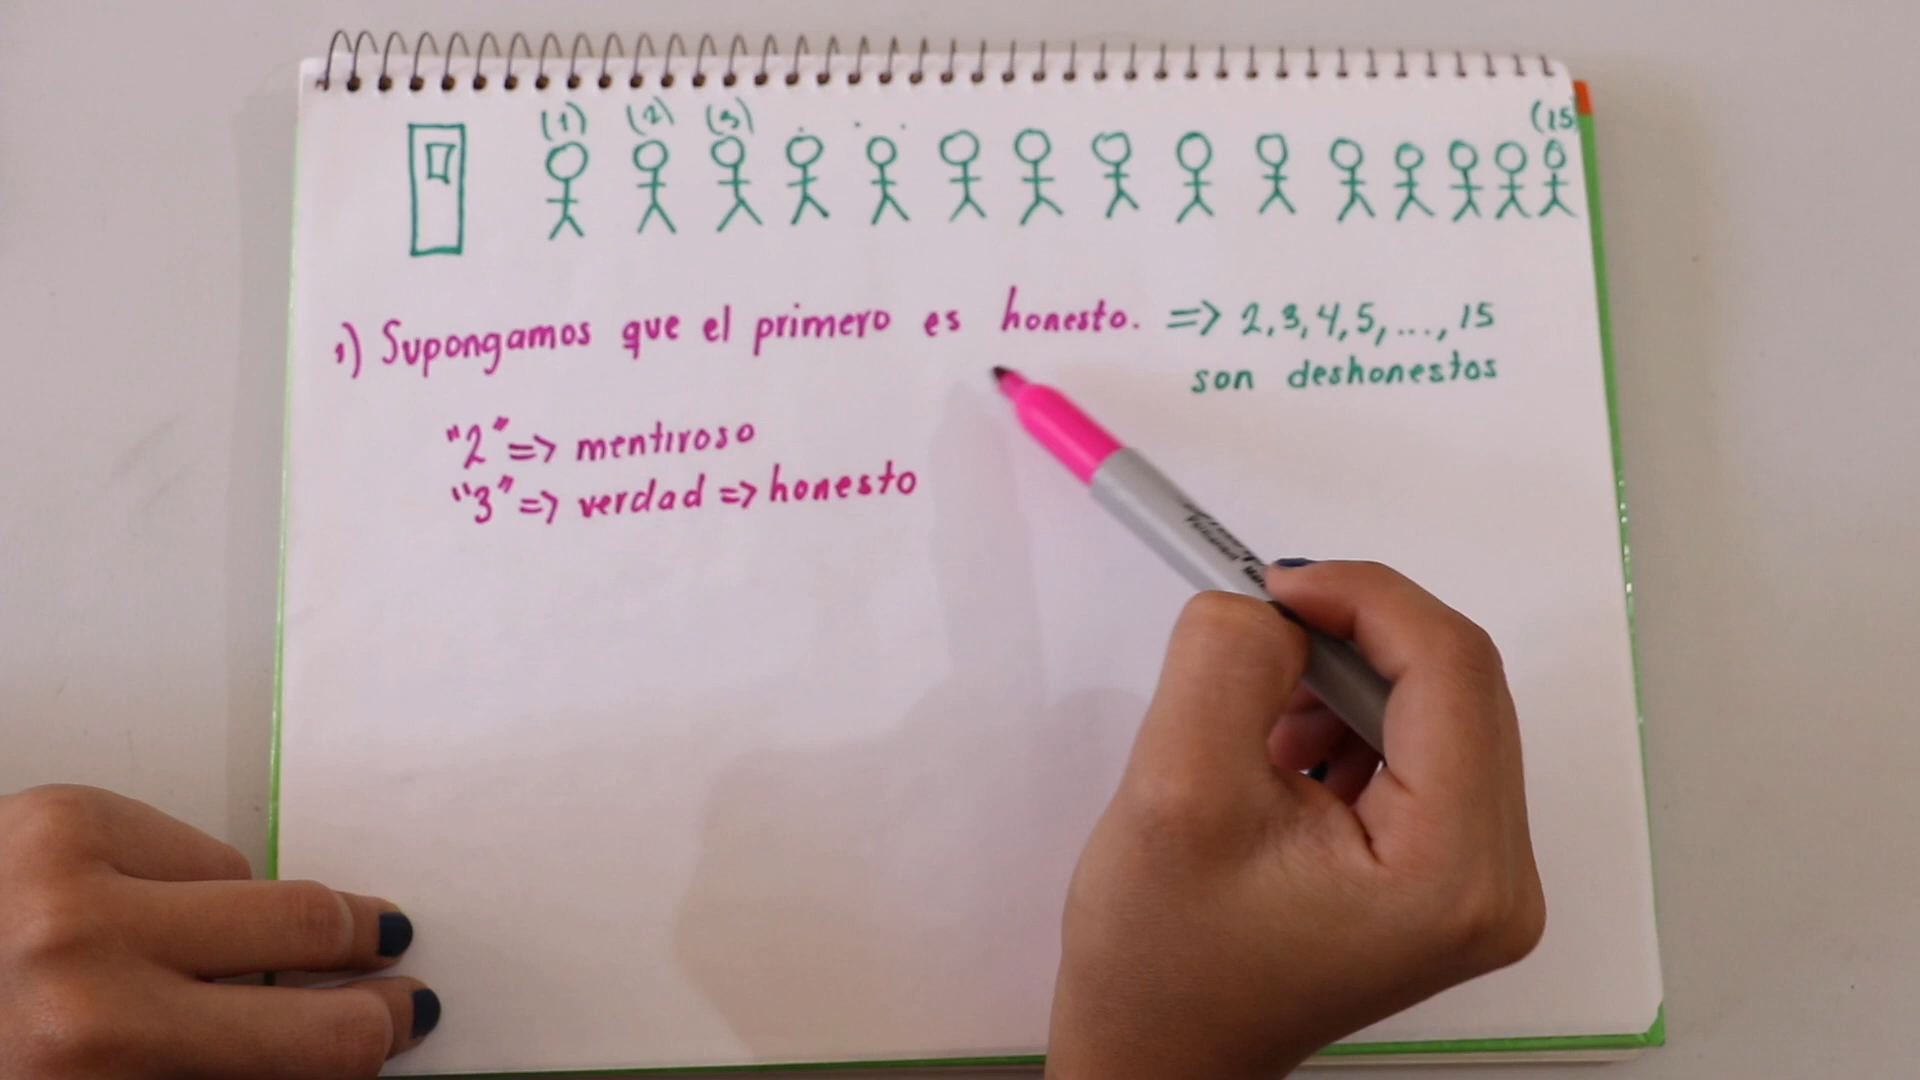 (1) (2) (3) (15)
1) Supongamos que el primero es honesto. => 2, 3, 4, 5, ..., 15
son deshonestos
"2" => mentiroso
"3" => verdad => honesto